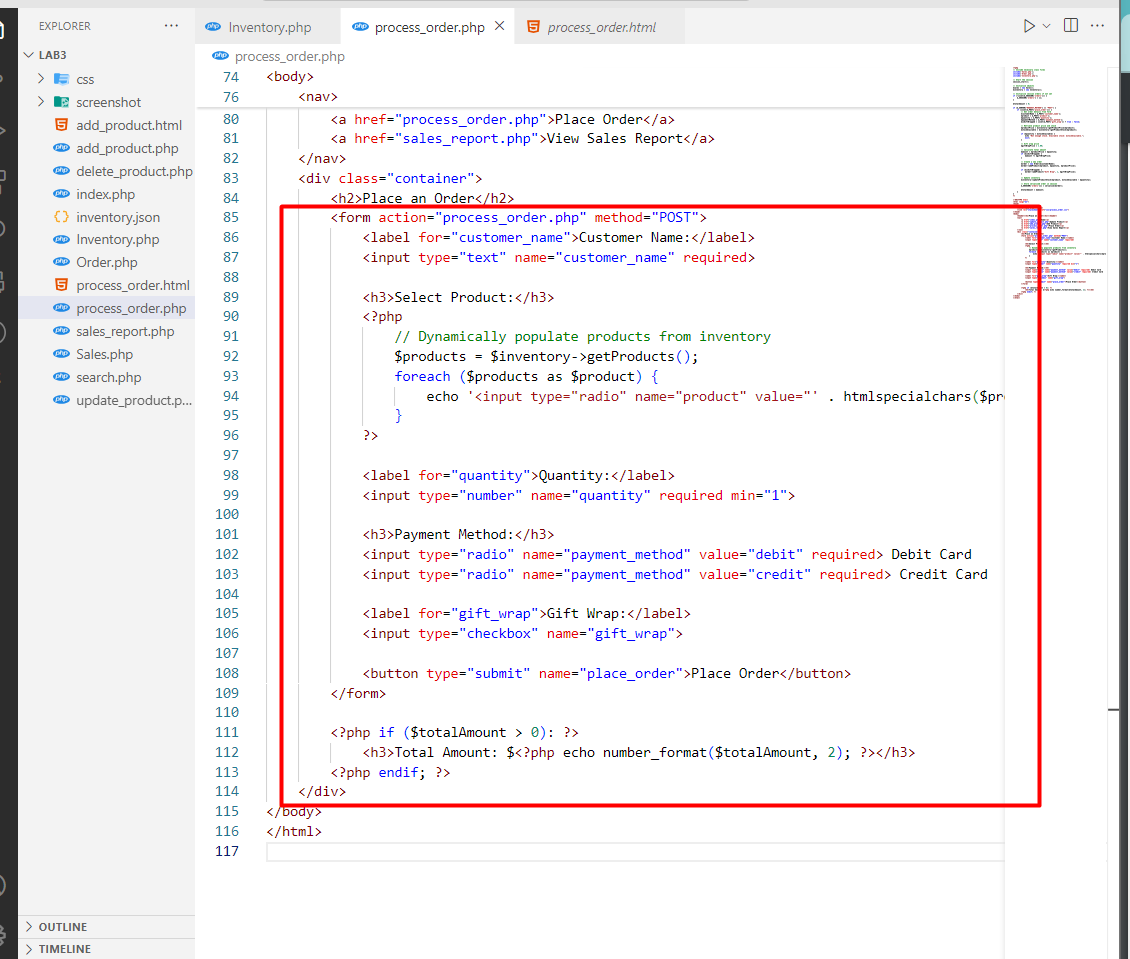 EXPLORER
LAB3
css
screenshot
add_product.html
add_product.php
delete_product.php
index.php
inventory.json
Inventory.php
Order.php
process_order.html
process_order.php
sales_report.php
Sales.php
search.php
update_product.p...
OUTLINE
TIMELINE
Inventory.php
process_order.php
process_order.html
process_order.php
74 <body>
76 <nav>
80 <a href="process_order.php">Place Order</a>
81 <a href="sales_report.php">View Sales Report</a>
82 </nav>
83 <div class="container">
84 <h2>Place an Order</h2>
85 <form action="process_order.php" method="POST">
86 <label for="customer_name">Customer Name:</label>
87 <input type="text" name="customer_name" required>
88
89 <h3>Select Product:</h3>
90 <?php
91 // Dynamically populate products from inventory
92 $products = $inventory->getProducts();
93 foreach ($products as $product) {
94 echo '<input type="radio" name="product" value="' . htmlspecialchars($pr
95 }
96 ?>
97
98 <label for="quantity">Quantity:</label>
99 <input type="number" name="quantity" required min="1">
100
101 <h3>Payment Method:</h3>
102 <input type="radio" name="payment_method" value="debit" required> Debit Card
103 <input type="radio" name="payment_method" value="credit" required> Credit Card
104
105 <label for="gift_wrap">Gift Wrap:</label>
106 <input type="checkbox" name="gift_wrap">
107
108 <button type="submit" name="place_order">Place Order</button>
109 </form>
110
111 <?php if ($totalAmount > 0): ?>
112 <h3>Total Amount: $<?php echo number_format($totalAmount, 2); ?></h3>
113 <?php endif; ?>
114 </div>
115 </body>
116 </html>
117